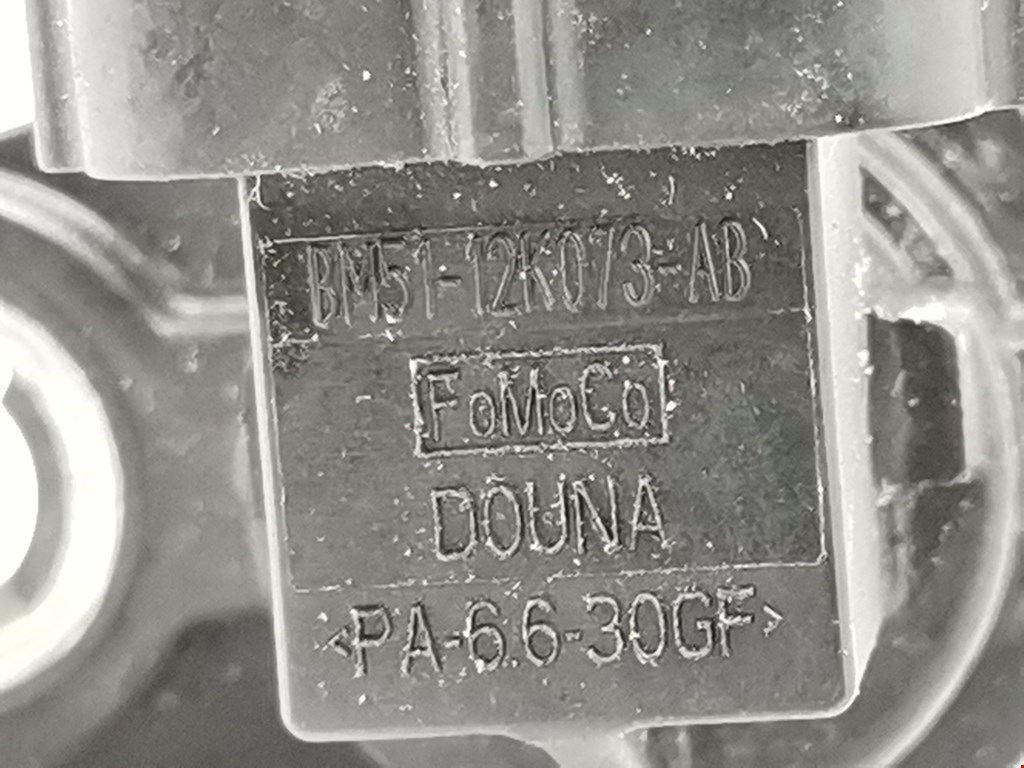 BM51-12K073-AB
FoMoCo
DOUNA
>PA-6.6-30GF<